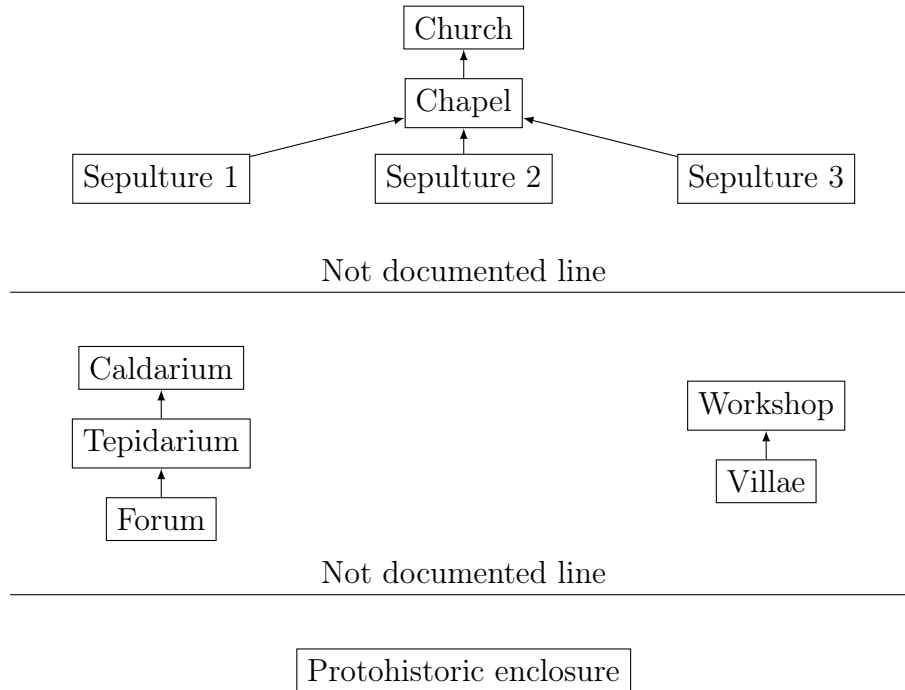 Church
Chapel
Sepulture 1
Sepulture 2
Sepulture 3
Not documented line
Caldarium
Workshop
Tepidarium
Villae
Forum
Not documented line
Protohistoric enclosure